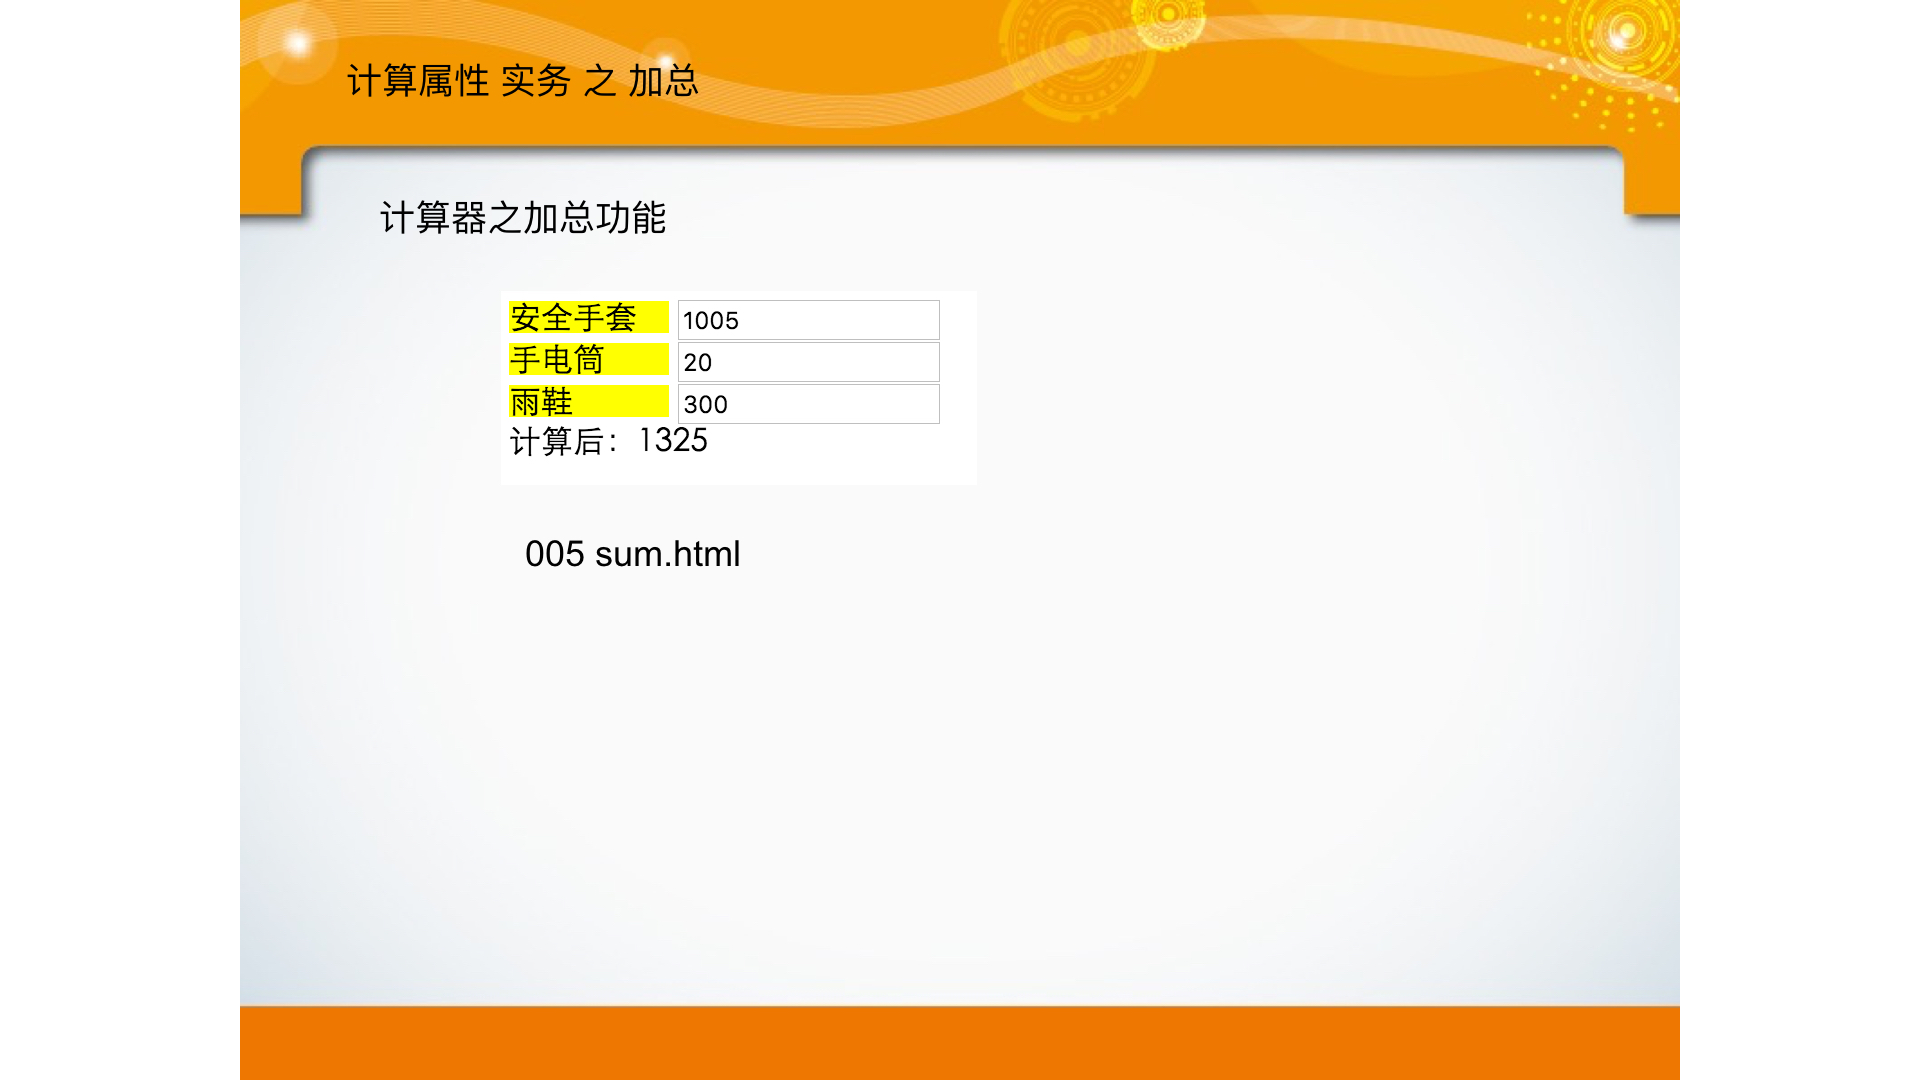 计算属性 实务 之 加总
计算器之加总功能
安全手套 1005
手电筒 20
雨鞋 300
计算后：1325
005 sum.html